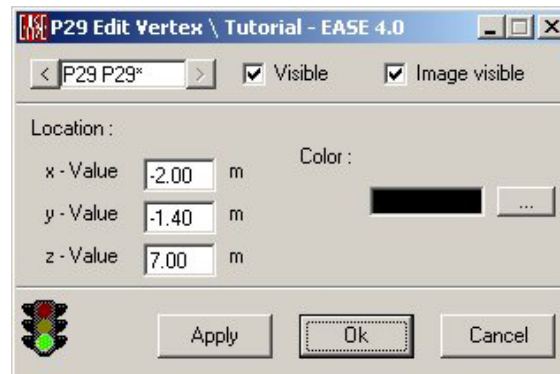 P29 Edit Vertex \ Tutorial - EASE 4.0
< P29 P29* > Visible Image visible
Location :
x - Value -2.00 m Color :
y - Value -1.40 m ...
z - Value 7.00 m
Apply Ok Cancel